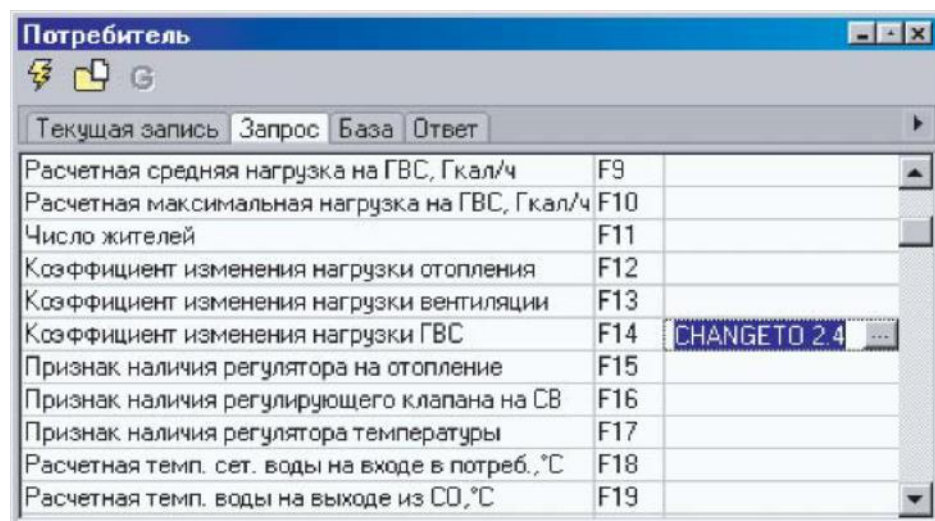 Потребитель
G
Текущая запись Запрос База Ответ
Расчетная средняя нагрузка на ГВС, Гкал/ч F9
Расчетная максимальная нагрузка на ГВС, Гкал/ч F10
Число жителей F11
Коэффициент изменения нагрузки отопления F12
Коэффициент изменения нагрузки вентиляции F13
Коэффициент изменения нагрузки ГВС F14 CHANGETO 2.4 ...
Признак наличия регулятора на отопление F15
Признак наличия регулирующего клапана на СВ F16
Признак наличия регулятора температуры F17
Расчетная темп. сет. воды на входе в потреб.,°C F18
Расчетная темп. воды на выходе из СО,°C F19